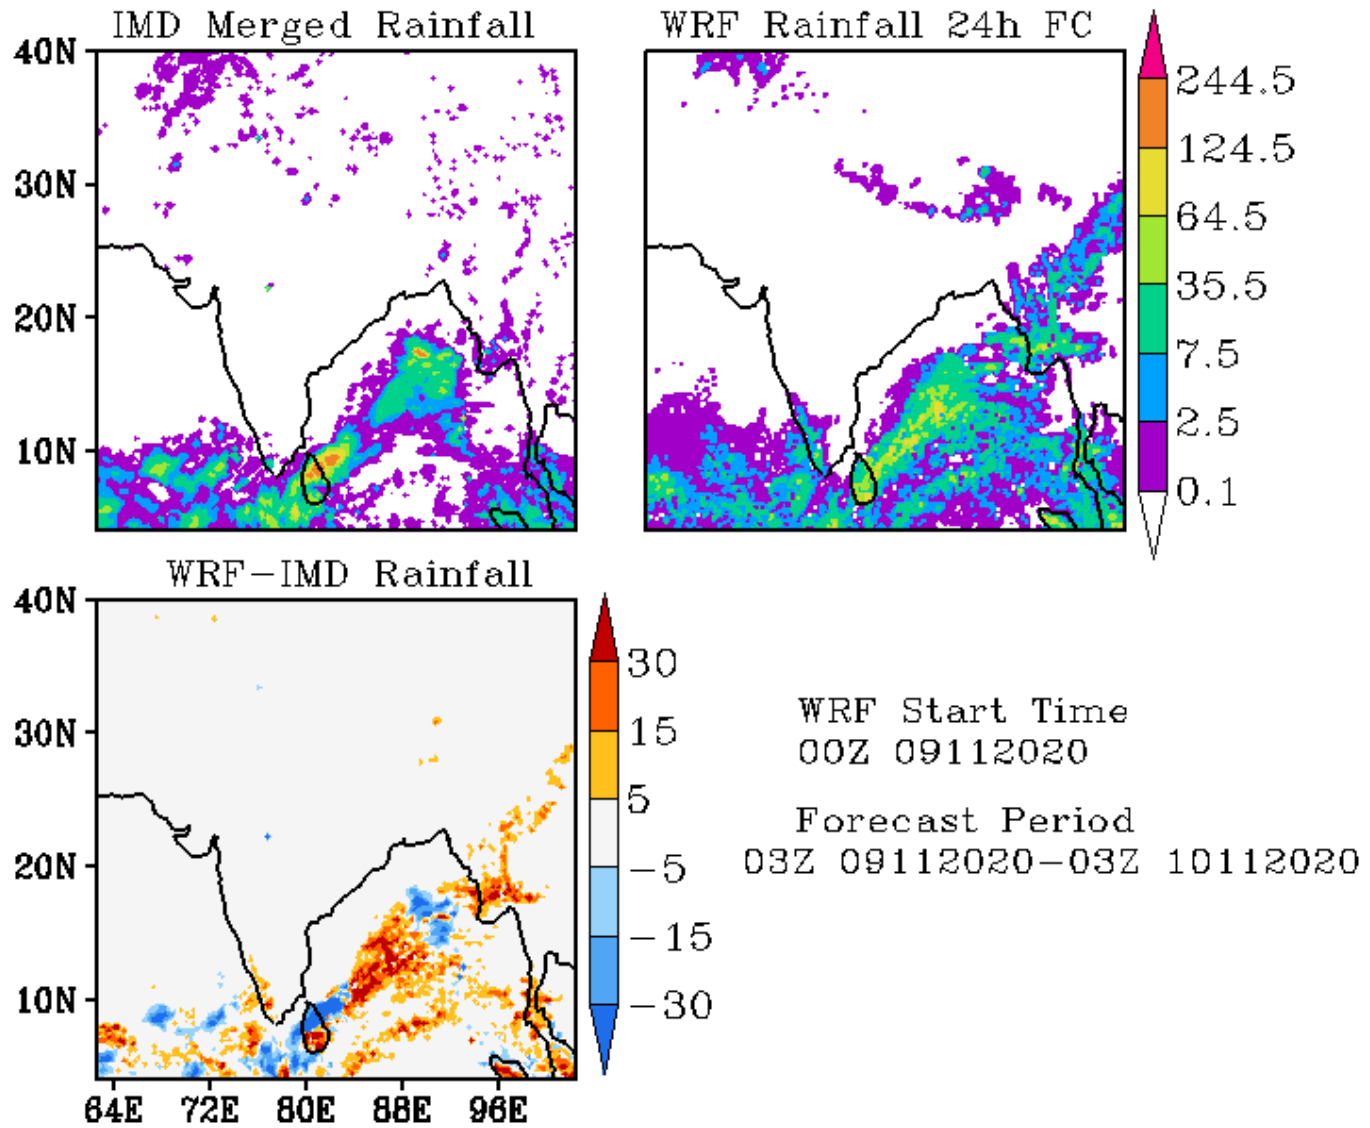 IMD Merged Rainfall
WRF Rainfall 24h FC
40N
30N
20N
10N
244.5
124.5
64.5
35.5
7.5
2.5
0.1
WRF-IMD Rainfall
40N
30N
20N
10N
64E 72E 80E 88E 96E
30
15
5
-5
-15
-30
WRF Start Time
00Z 09112020
Forecast Period
03Z 09112020-03Z 10112020